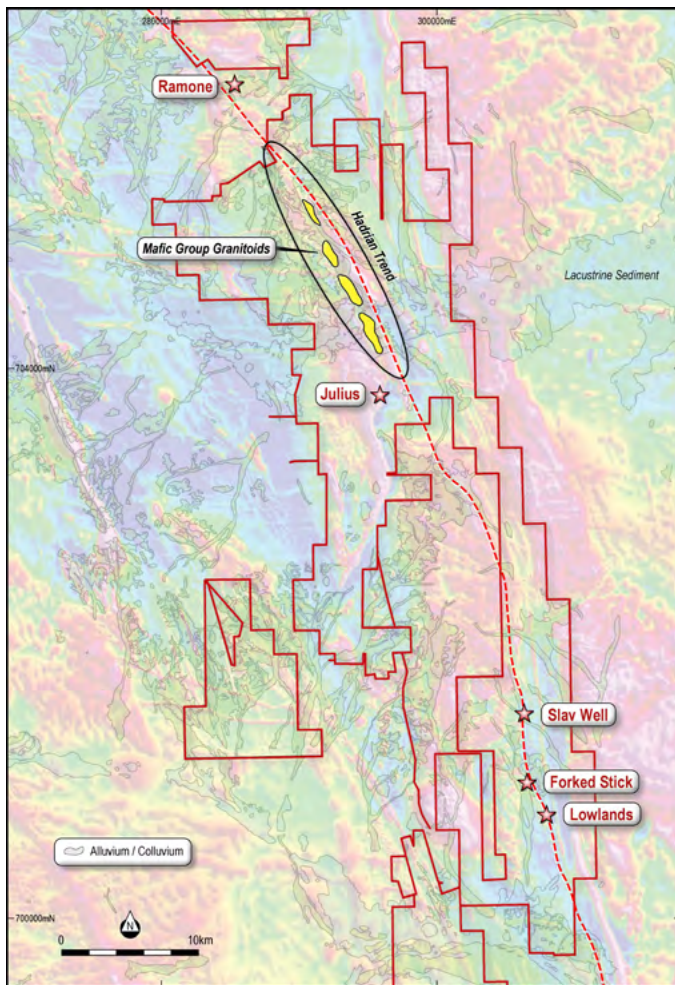 280000mE
300000mE
Ramone
Hadrian Trend
Mafic Group Granitoids
Lacustrine Sediment
704000mN
Julius
Slav Well
Forked Stick
Lowlands
Alluvium / Colluvium
700000mN
N
0
10km